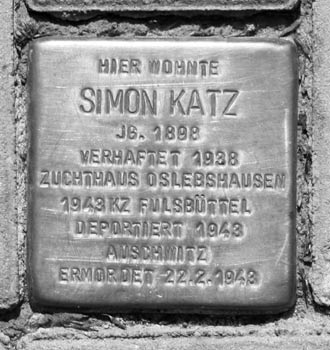 HIER WOHNTE
SIMON KATZ
JG. 1898
VERHAFTET 1938
ZUCHTHAUS OSLEBSHAUSEN
1943 KZ FULSBÜTTEL
DEPORTIERT 1943
AUSCHWITZ
ERMORDET 22.2.1943